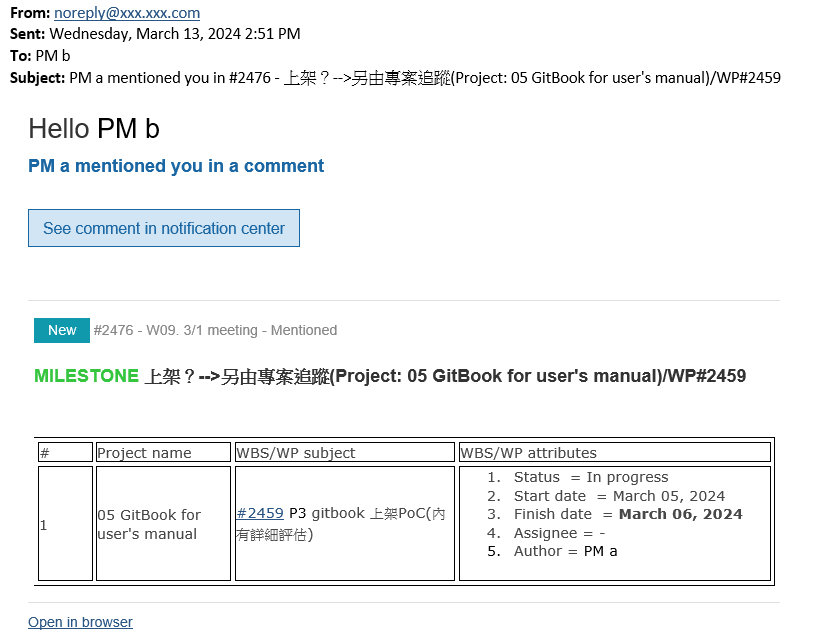 From: noreply@xxx.xxx.com
Sent: Wednesday, March 13, 2024 2:51 PM
To: PM b
Subject: PM a mentioned you in #2476 - 上架？-->另由專案追蹤(Project: 05 GitBook for user's manual)/WP#2459
Hello PM b
PM a mentioned you in a comment
See comment in notification center
New #2476 - W09. 3/1 meeting - Mentioned
MILESTONE 上架？-->另由專案追蹤(Project: 05 GitBook for user's manual)/WP#2459
# Project name WBS/WP subject WBS/WP attributes
1 05 GitBook for
user's manual
#2459 P3 gitbook 上架PoC(內
有詳細評估)
1. Status = In progress
2. Start date = March 05, 2024
3. Finish date = March 06, 2024
4. Assignee = -
5. Author = PM a
Open in browser